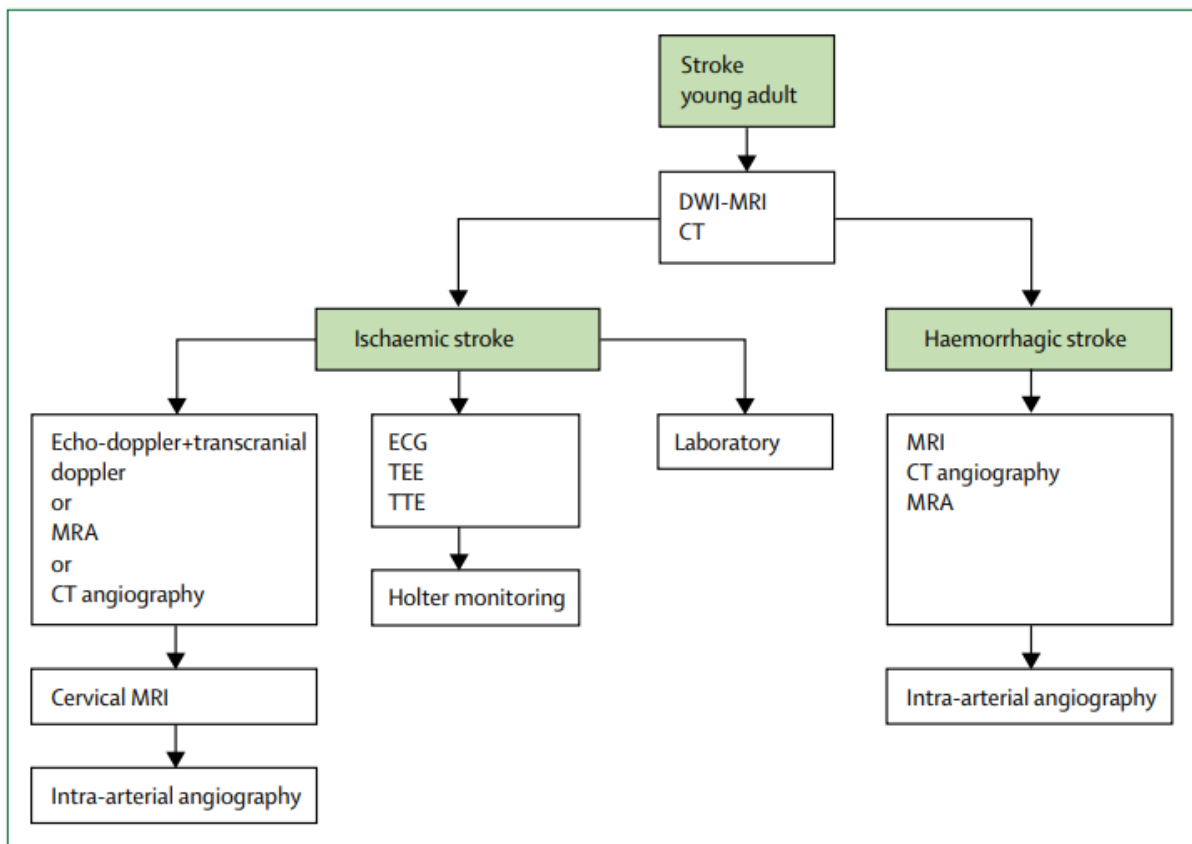 Stroke
young adult
DWI-MRI
CT
Ischaemic stroke
Haemorrhagic stroke
Echo-doppler+transcranial
doppler
or
MRA
or
CT angiography
ECG
TEE
TTE
Laboratory
MRI
CT angiography
MRA
Holter monitoring
Cervical MRI
Intra-arterial angiography
Intra-arterial angiography